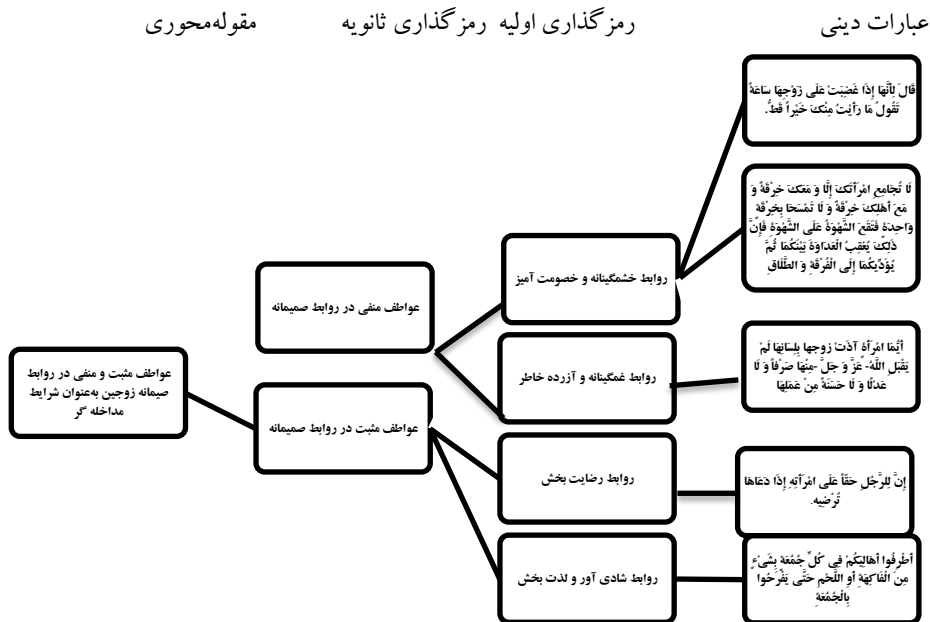 عبارات دینی
رمزگذاری اولیه
رمزگذاری ثانویه
مقوله‌محوری
قَالَ لِأَنَّهَا إِذَا غَضِبَتْ عَلَى زَوْجِهَا سَاعَةً
تَقُولُ مَا رَأَيْتُ مِنْكَ خَيْراً قَطُّ.
لَا تُجَامِعِ امْرَأَتَكَ إِلَّا وَ مَعَكَ خِرْقَةٌ وَ
مَعَ أَهْلِكَ خِرْقَةٌ وَ لَا تَمْسَحَا بِخِرْقَةٍ
وَاحِدَةٍ فَتَقَعَ الشَّهْوَةُ عَلَى الشَّهْوَةِ فَإِنَّ
ذَلِكَ يُعْقِبُ الْعَدَاوَةَ بَيْنَكُمَا ثُمَّ
يُؤَدِّيكُمَا إِلَى الْفُرْقَةِ وَ الطَّلَاقِ
أَيُّمَا امْرَأَةٍ آذَتْ زوجها بِلِسَانِهَا لَمْ
يَقْبَلِ اللَّهُ- عَزَّ وَ جَلَّ -مِنْهَا صَرْفاً وَ لَا
عَدْلًا وَ لَا حَسَنَةً مِنْ عَمَلِهَا
إِنَّ لِلرَّجُلِ حَقّاً عَلَى امْرَأَتِهِ إِذَا دَعَاهَا
تُرْضِيهِ.
أَطْرِفُوا أَهَالِيَكُمْ فِي كُلِّ جُمُعَةٍ بِشَيْءٍ
مِنَ الْفَاكِهَةِ أَوِ اللَّحْمِ حَتَّى يَفْرَحُوا
بِالْجُمُعَةِ
روابط خشمگینانه و خصومت آمیز
روابط غمگینانه و آزرده خاطر
روابط رضایت بخش
روابط شادی آور و لذت بخش
عواطف منفی در روابط صمیمانه
عواطف مثبت در روابط صمیمانه
عواطف مثبت و منفی در روابط
صیمانه زوجین به‌عنوان شرایط
مداخله گر